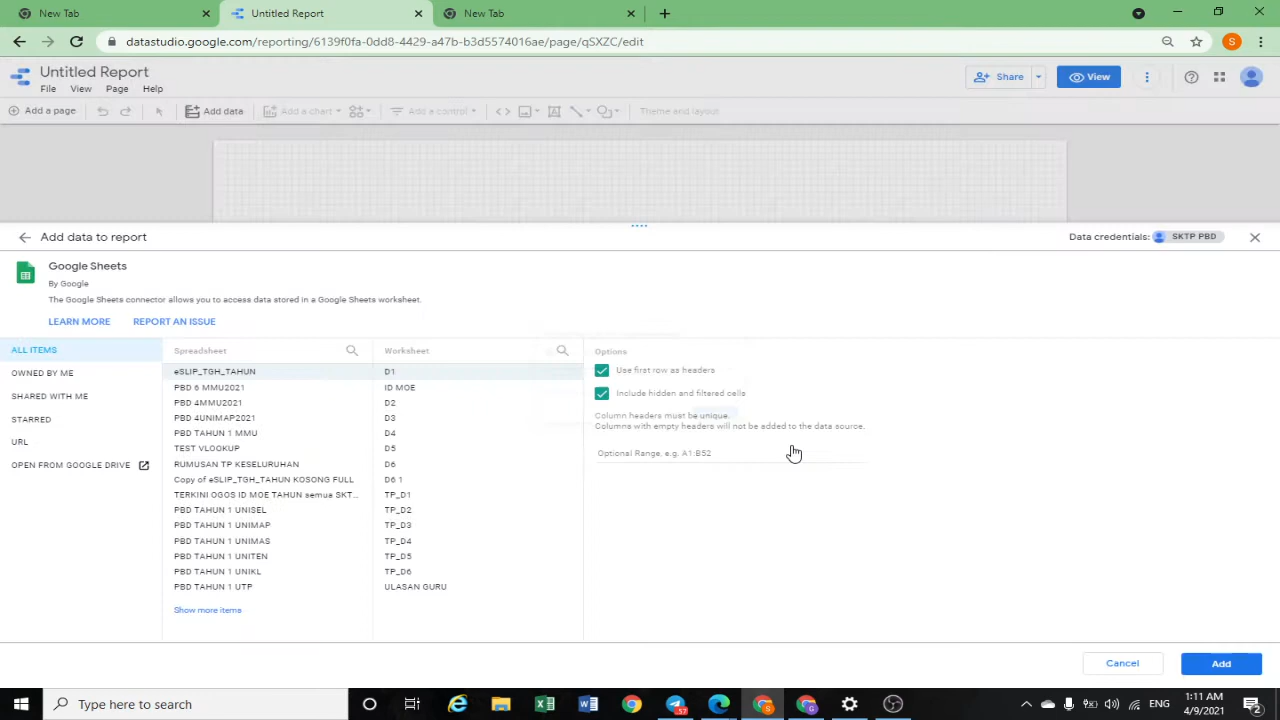 New Tab
Untitled Report
New Tab
datastudio.google.com/reporting/6139f0fa-0dd8-4429-a47b-b3d5574016ae/page/qSXZC/edit
S
Untitled Report
File View Page Help
Share
View
Add a page
Add data
Add a chart
Add a control
Theme and layout
Add data to report
Data credentials: SKTP PBD
Google Sheets
By Google
The Google Sheets connector allows you to access data stored in a Google Sheets worksheet.
LEARN MORE REPORT AN ISSUE
ALL ITEMS
OWNED BY ME
SHARED WITH ME
STARRED
URL
OPEN FROM GOOGLE DRIVE
Spreadsheet
eSLIP_TGH_TAHUN
PBD 6 MMU2021
PBD 4MMU2021
PBD 4UNIMAP2021
PBD TAHUN 1 MMU
TEST VLOOKUP
RUMUSAN TP KESELURUHAN
Copy of eSLIP_TGH_TAHUN KOSONG FULL
TERKINI OGOS ID MOE TAHUN semua SKT...
PBD TAHUN 1 UNISEL
PBD TAHUN 1 UNIMAP
PBD TAHUN 1 UNIMAS
PBD TAHUN 1 UNITEN
PBD TAHUN 1 UNIKL
PBD TAHUN 1 UTP
Show more items
Worksheet
D1
ID MOE
D2
D3
D4
D5
D6
D6 1
TP_D1
TP_D2
TP_D3
TP_D4
TP_D5
TP_D6
ULASAN GURU
Options
Use first row as headers
Include hidden and filtered cells
Column headers must be unique.
Columns with empty headers will not be added to the data source.
Optional Range, e.g. A1:B52
Cancel
Add
Type here to search
57
ENG
1:11 AM
4/9/2021
2